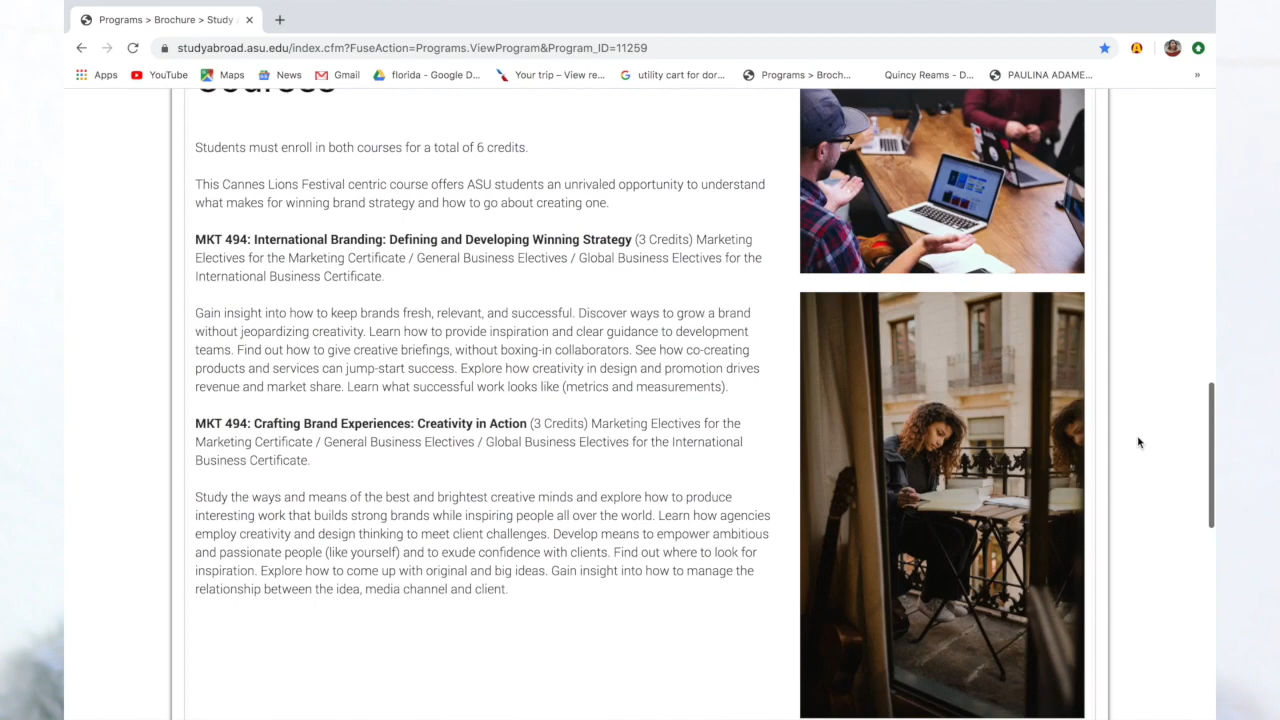 Programs > Brochure > Study
studyabroad.asu.edu/index.cfm?FuseAction=Programs.ViewProgram&Program_ID=11259
Apps YouTube Maps News Gmail florida - Google D... Your trip – View re... utility cart for dor... Programs > Broch... Quincy Reams - D... PAULINA ADAME... »
Courses
Students must enroll in both courses for a total of 6 credits.
This Cannes Lions Festival centric course offers ASU students an unrivaled opportunity to understand
what makes for winning brand strategy and how to go about creating one.
MKT 494: International Branding: Defining and Developing Winning Strategy (3 Credits) Marketing
Electives for the Marketing Certificate / General Business Electives / Global Business Electives for the
International Business Certificate.
Gain insight into how to keep brands fresh, relevant, and successful. Discover ways to grow a brand
without jeopardizing creativity. Learn how to provide inspiration and clear guidance to development
teams. Find out how to give creative briefings, without boxing-in collaborators. See how co-creating
products and services can jump-start success. Explore how creativity in design and promotion drives
revenue and market share. Learn what successful work looks like (metrics and measurements).
MKT 494: Crafting Brand Experiences: Creativity in Action (3 Credits) Marketing Electives for the
Marketing Certificate / General Business Electives / Global Business Electives for the International
Business Certificate.
Study the ways and means of the best and brightest creative minds and explore how to produce
interesting work that builds strong brands while inspiring people all over the world. Learn how agencies
employ creativity and design thinking to meet client challenges. Develop means to empower ambitious
and passionate people (like yourself) and to exude confidence with clients. Find out where to look for
inspiration. Explore how to come up with original and big ideas. Gain insight into how to manage the
relationship between the idea, media channel and client.